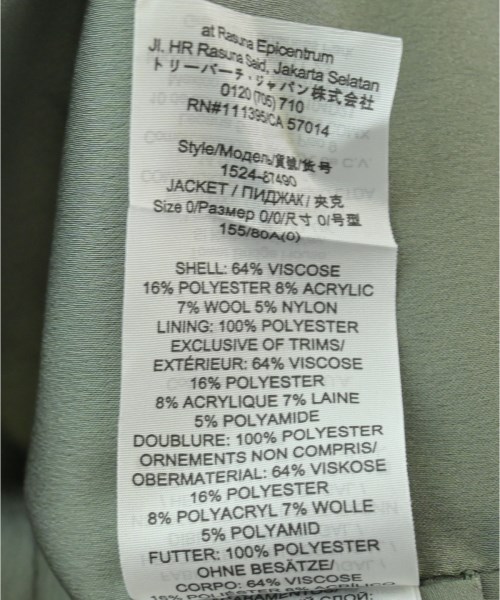 at Rasuna Epicentrum
Jl. HR Rasuna Said, Jakarta Selatan
トリーバーチ・ジャパン株式会社
0120 (705) 710
RN#111395/CA 57014
Style/Модель/貨號/货号
1524-87490
JACKET / ПИДЖАК / 夾克
Size 0/Размер 0/0/尺寸 0/号型
155/80A(0)
SHELL: 64% VISCOSE
16% POLYESTER 8% ACRYLIC
7% WOOL 5% NYLON
LINING: 100% POLYESTER
EXCLUSIVE OF TRIMS/
EXTÉRIEUR: 64% VISCOSE
16% POLYESTER
8% ACRYLIQUE 7% LAINE
5% POLYAMIDE
DOUBLURE: 100% POLYESTER
ORNEMENTS NON COMPRIS/
OBERMATERIAL: 64% VISKOSE
16% POLYESTER
8% POLYACRYL 7% WOLLE
5% POLYAMID
FUTTER: 100% POLYESTER
OHNE BESÄTZE/
CORPO: 64% VISCOSE